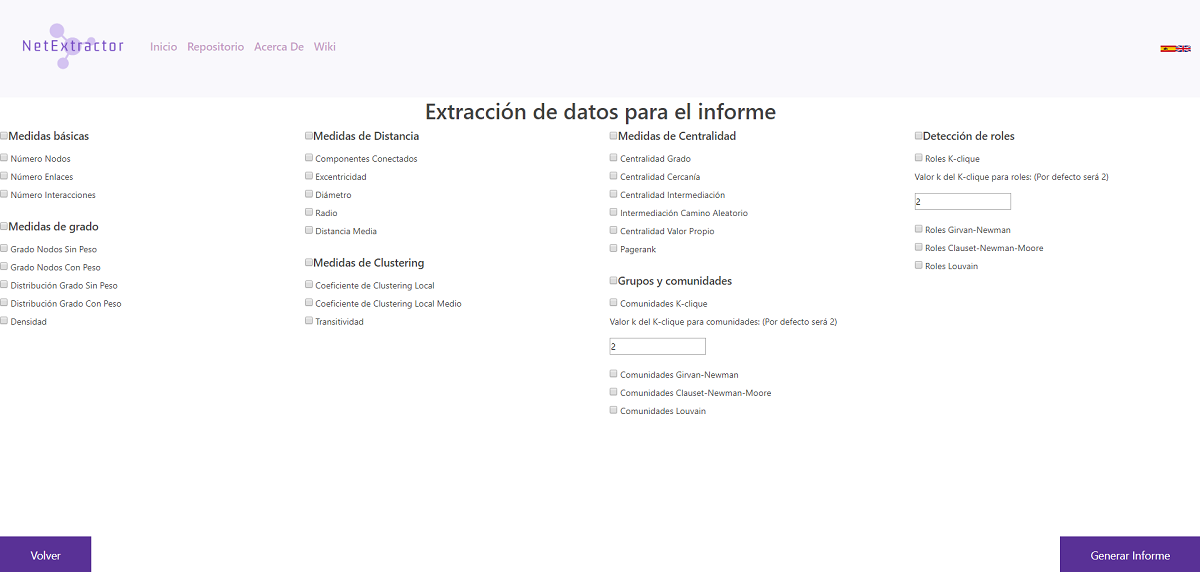 NetExtractor
Inicio Repositorio Acerca De Wiki
Extracción de datos para el informe
Medidas básicas
Número Nodos
Número Enlaces
Número Interacciones
Medidas de grado
Grado Nodos Sin Peso
Grado Nodos Con Peso
Distribución Grado Sin Peso
Distribución Grado Con Peso
Densidad
Medidas de Distancia
Componentes Conectados
Excentricidad
Diámetro
Radio
Distancia Media
Medidas de Clustering
Coeficiente de Clustering Local
Coeficiente de Clustering Local Medio
Transitividad
Medidas de Centralidad
Centralidad Grado
Centralidad Cercanía
Centralidad Intermediación
Intermediación Camino Aleatorio
Centralidad Valor Propio
Pagerank
Grupos y comunidades
Comunidades K-clique
Valor k del K-clique para comunidades: (Por defecto será 2)
2
Comunidades Girvan-Newman
Comunidades Clauset-Newman-Moore
Comunidades Louvain
Detección de roles
Roles K-clique
Valor k del K-clique para roles: (Por defecto será 2)
2
Roles Girvan-Newman
Roles Clauset-Newman-Moore
Roles Louvain
Volver
Generar Informe